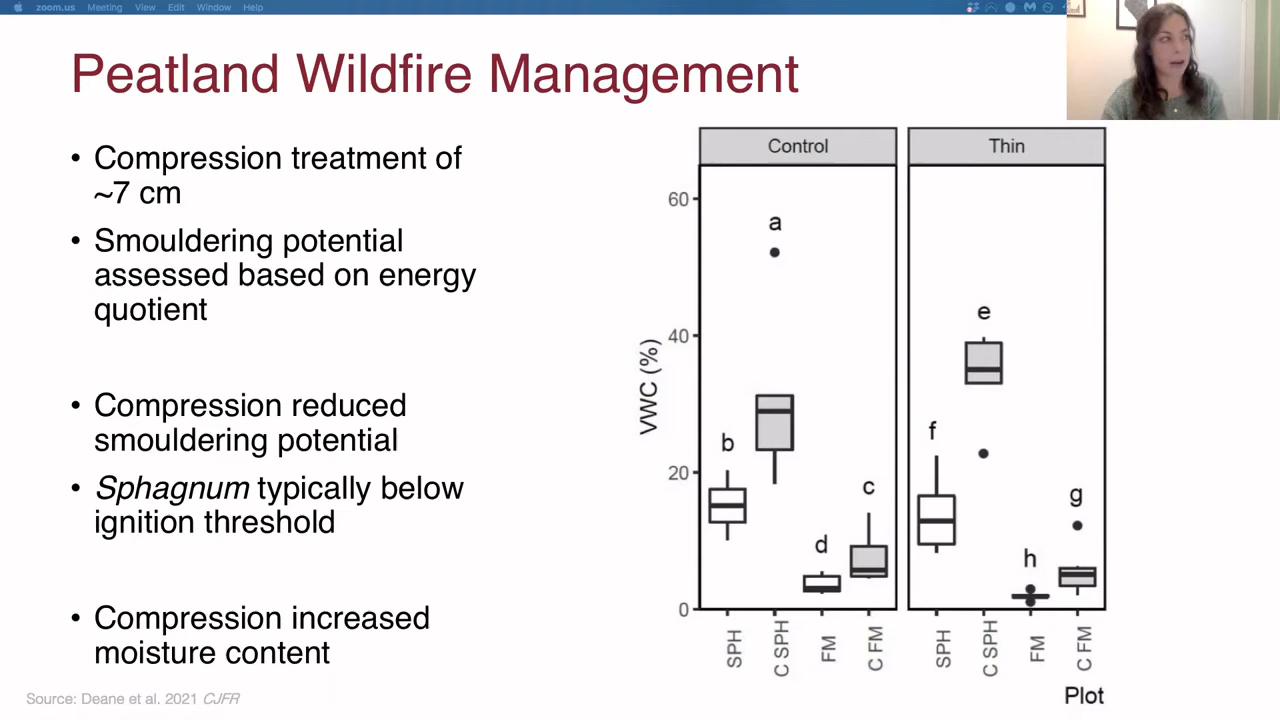 zoom.us Meeting View Edit Window Help
Peatland Wildfire Management
• Compression treatment of
~7 cm
• Smouldering potential
assessed based on energy
quotient
• Compression reduced
smouldering potential
• Sphagnum typically below
ignition threshold
• Compression increased
moisture content
Source: Deane et al. 2021 CJFR
Control
Thin
VWC (%)
60
40
20
0
a
b
c
d
e
f
g
h
SPH
C SPH
FM
C FM
SPH
C SPH
FM
C FM
Plot